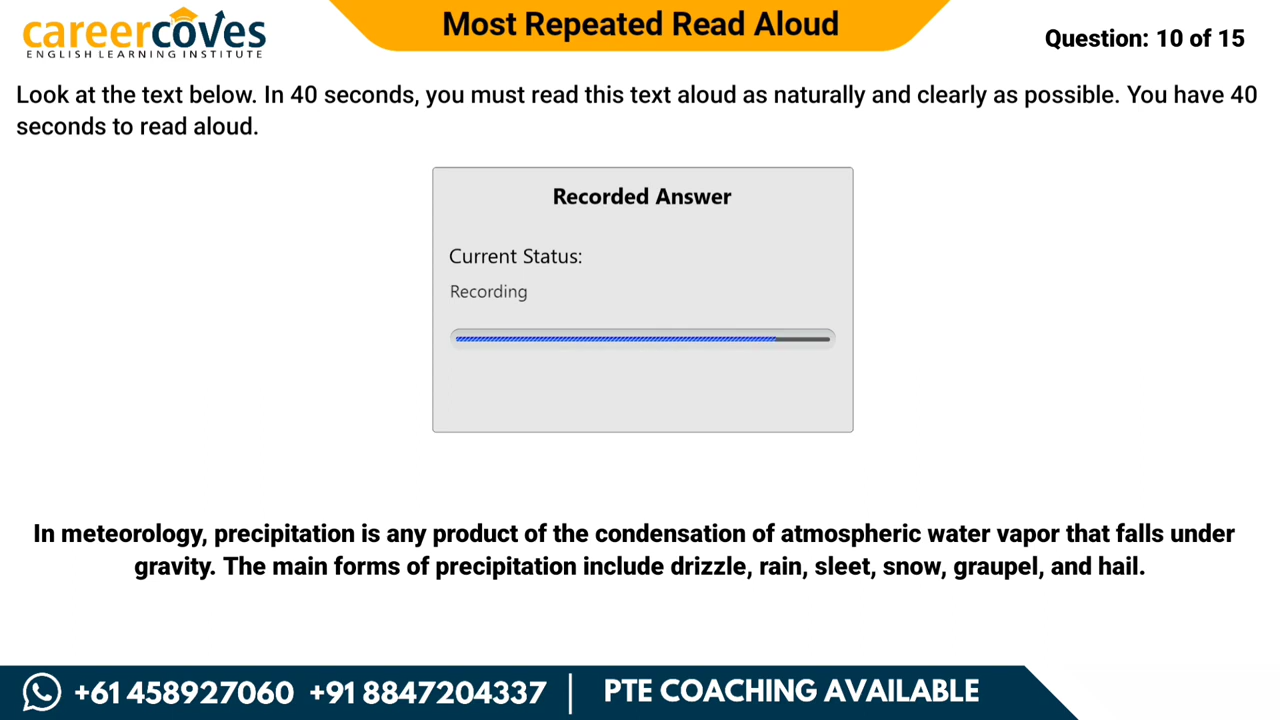 careercoves
ENGLISH LEARNING INSTITUTE
Most Repeated Read Aloud
Question: 10 of 15
Look at the text below. In 40 seconds, you must read this text aloud as naturally and clearly as possible. You have 40
seconds to read aloud.
Recorded Answer
Current Status:
Recording
In meteorology, precipitation is any product of the condensation of atmospheric water vapor that falls under
gravity. The main forms of precipitation include drizzle, rain, sleet, snow, graupel, and hail.
+61 458927060 +91 8847204337 | PTE COACHING AVAILABLE